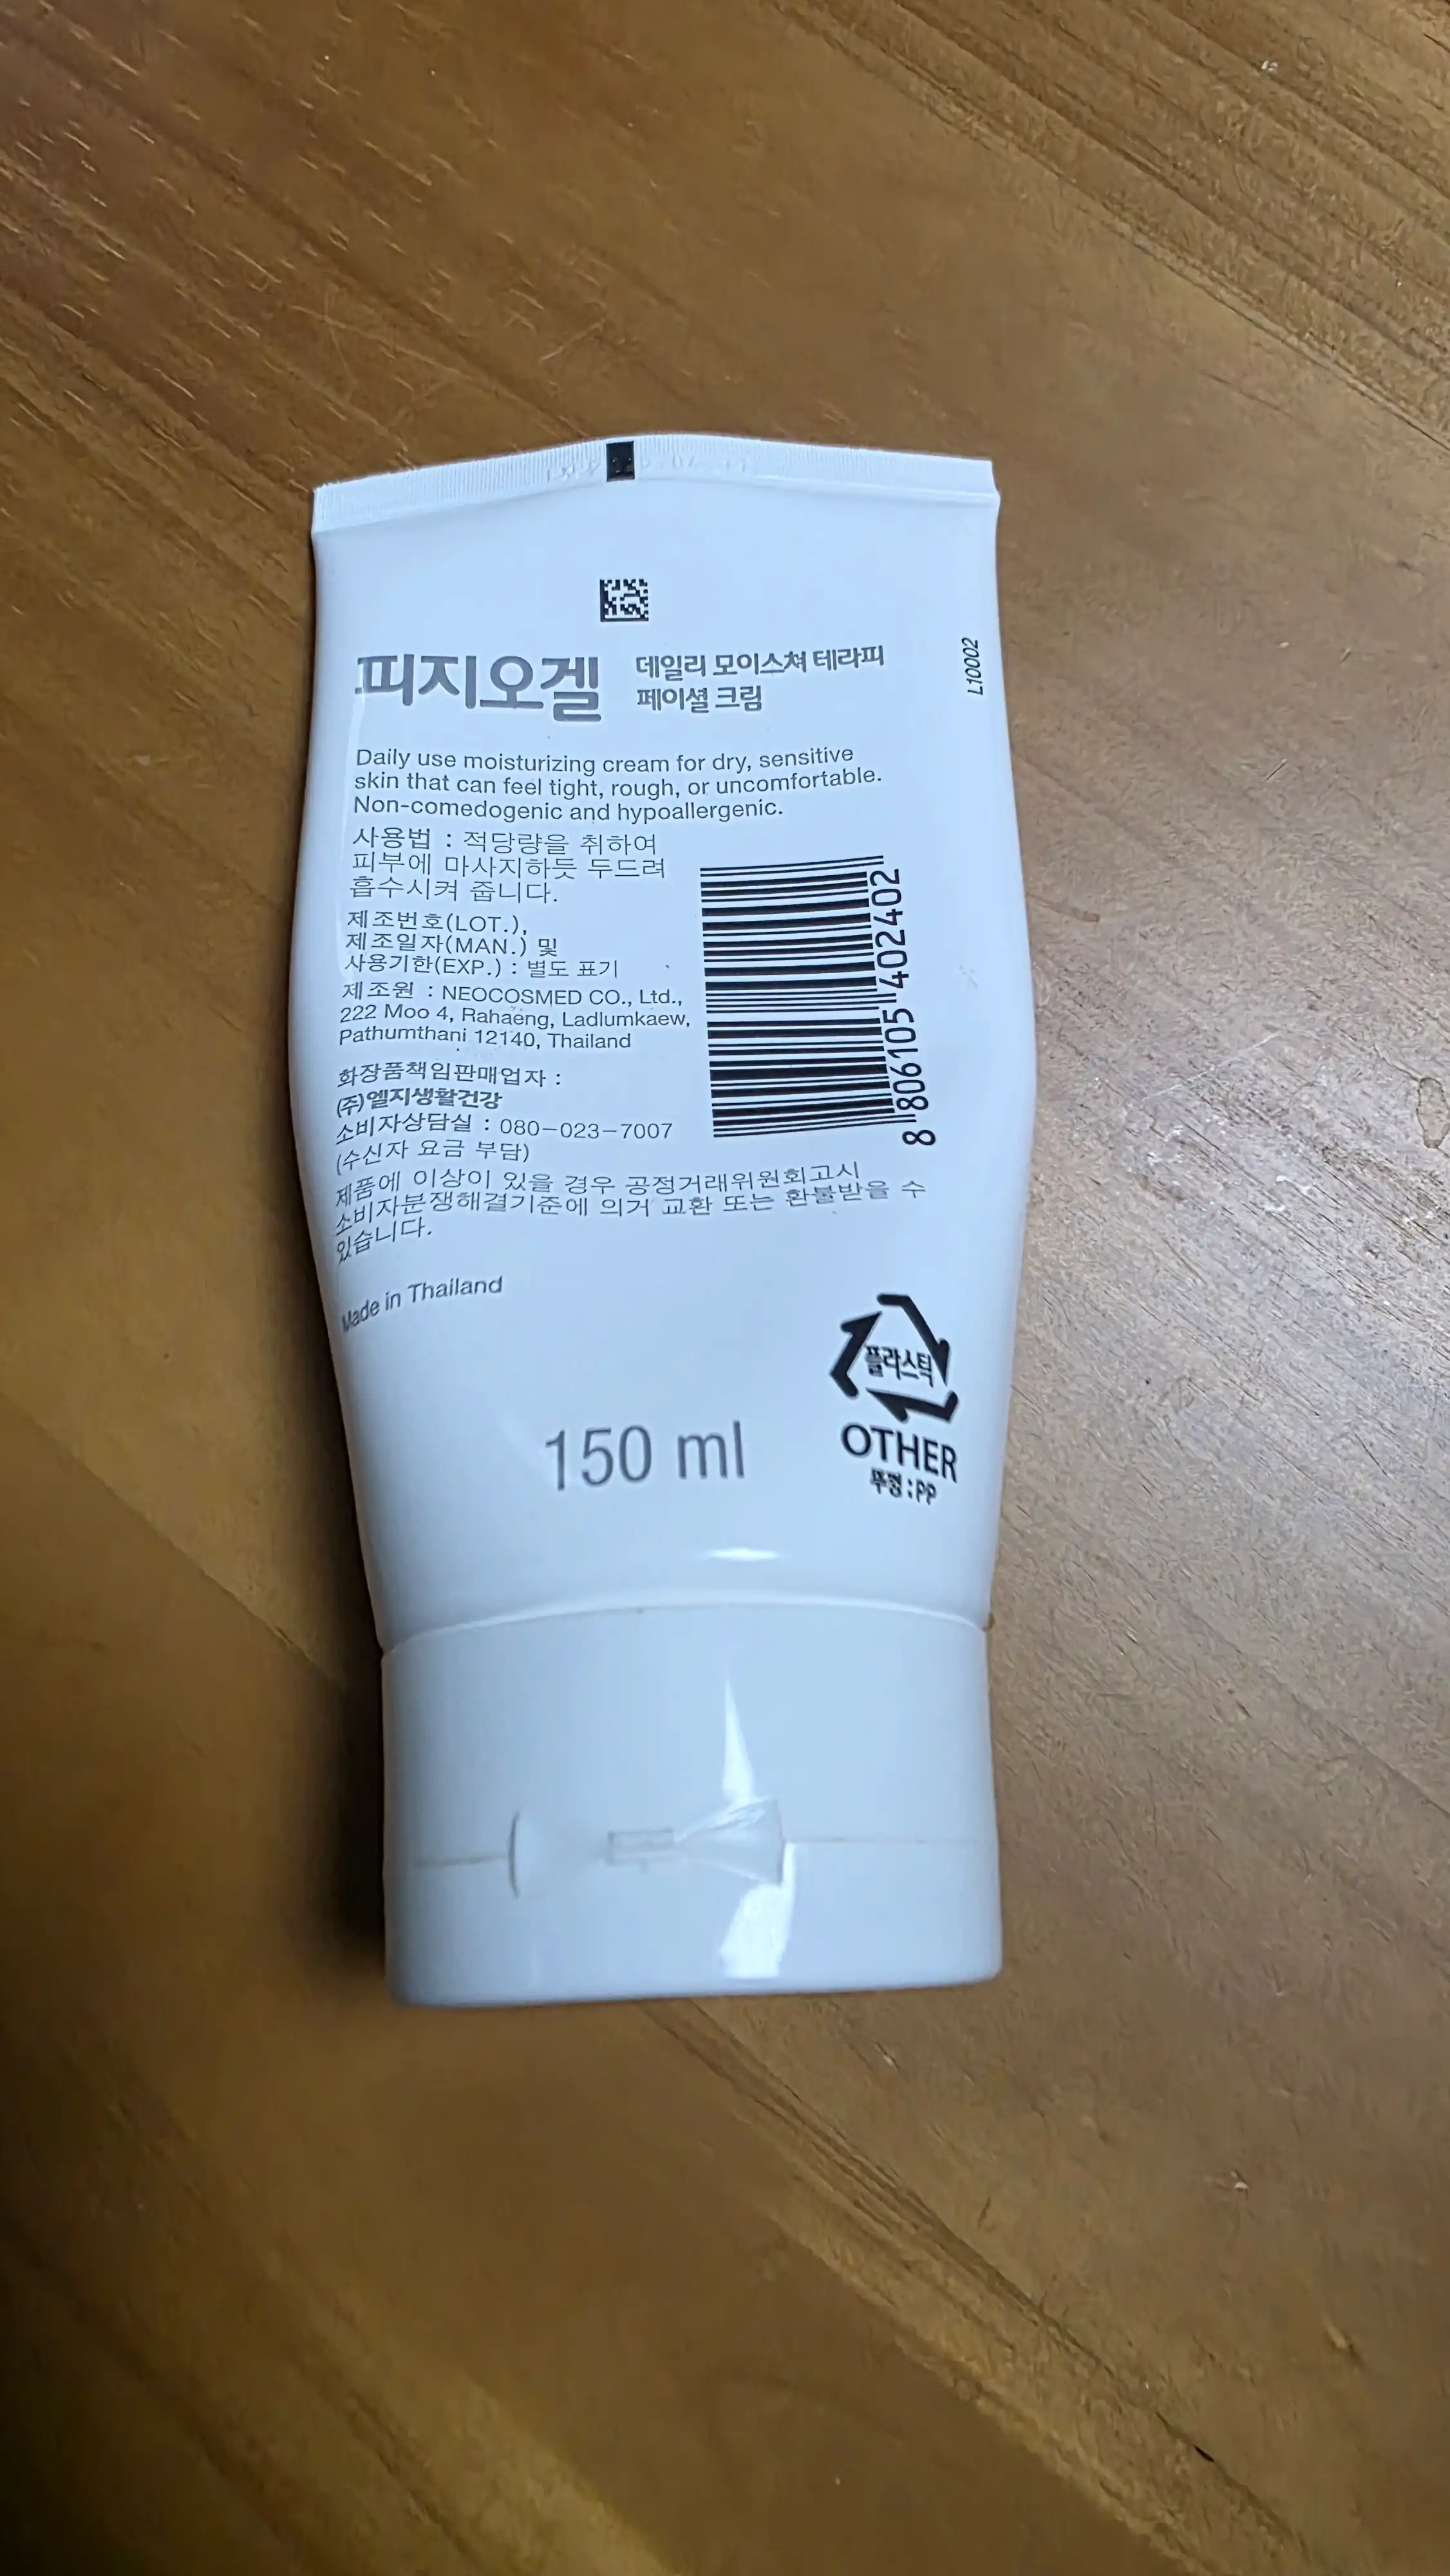 피지오겔
데일리 모이스쳐 테라피
페이셜 크림
L10002
Daily use moisturizing cream for dry, sensitive
skin that can feel tight, rough, or uncomfortable.
Non-comedogenic and hypoallergenic.
사용법 : 적당량을 취하여
피부에 마사지하듯 두드려
흡수시켜 줍니다.
제조번호(LOT.),
제조일자(MAN.) 및
사용기한(EXP.) : 별도 표기
제조원 : NEOCOSMED CO., Ltd.,
222 Moo 4, Rahaeng, Ladlumkaew,
Pathumthani 12140, Thailand
화장품책임판매업자 :
(주)엘지생활건강
소비자상담실 : 080-023-7007
(수신자 요금 부담)
제품에 이상이 있을 경우 공정거래위원회고시
소비자분쟁해결기준에 의거 교환 또는 환불받을 수
있습니다.
8 806105 402402
Made in Thailand
플라스틱
OTHER
뚜껑 : PP
150 ml